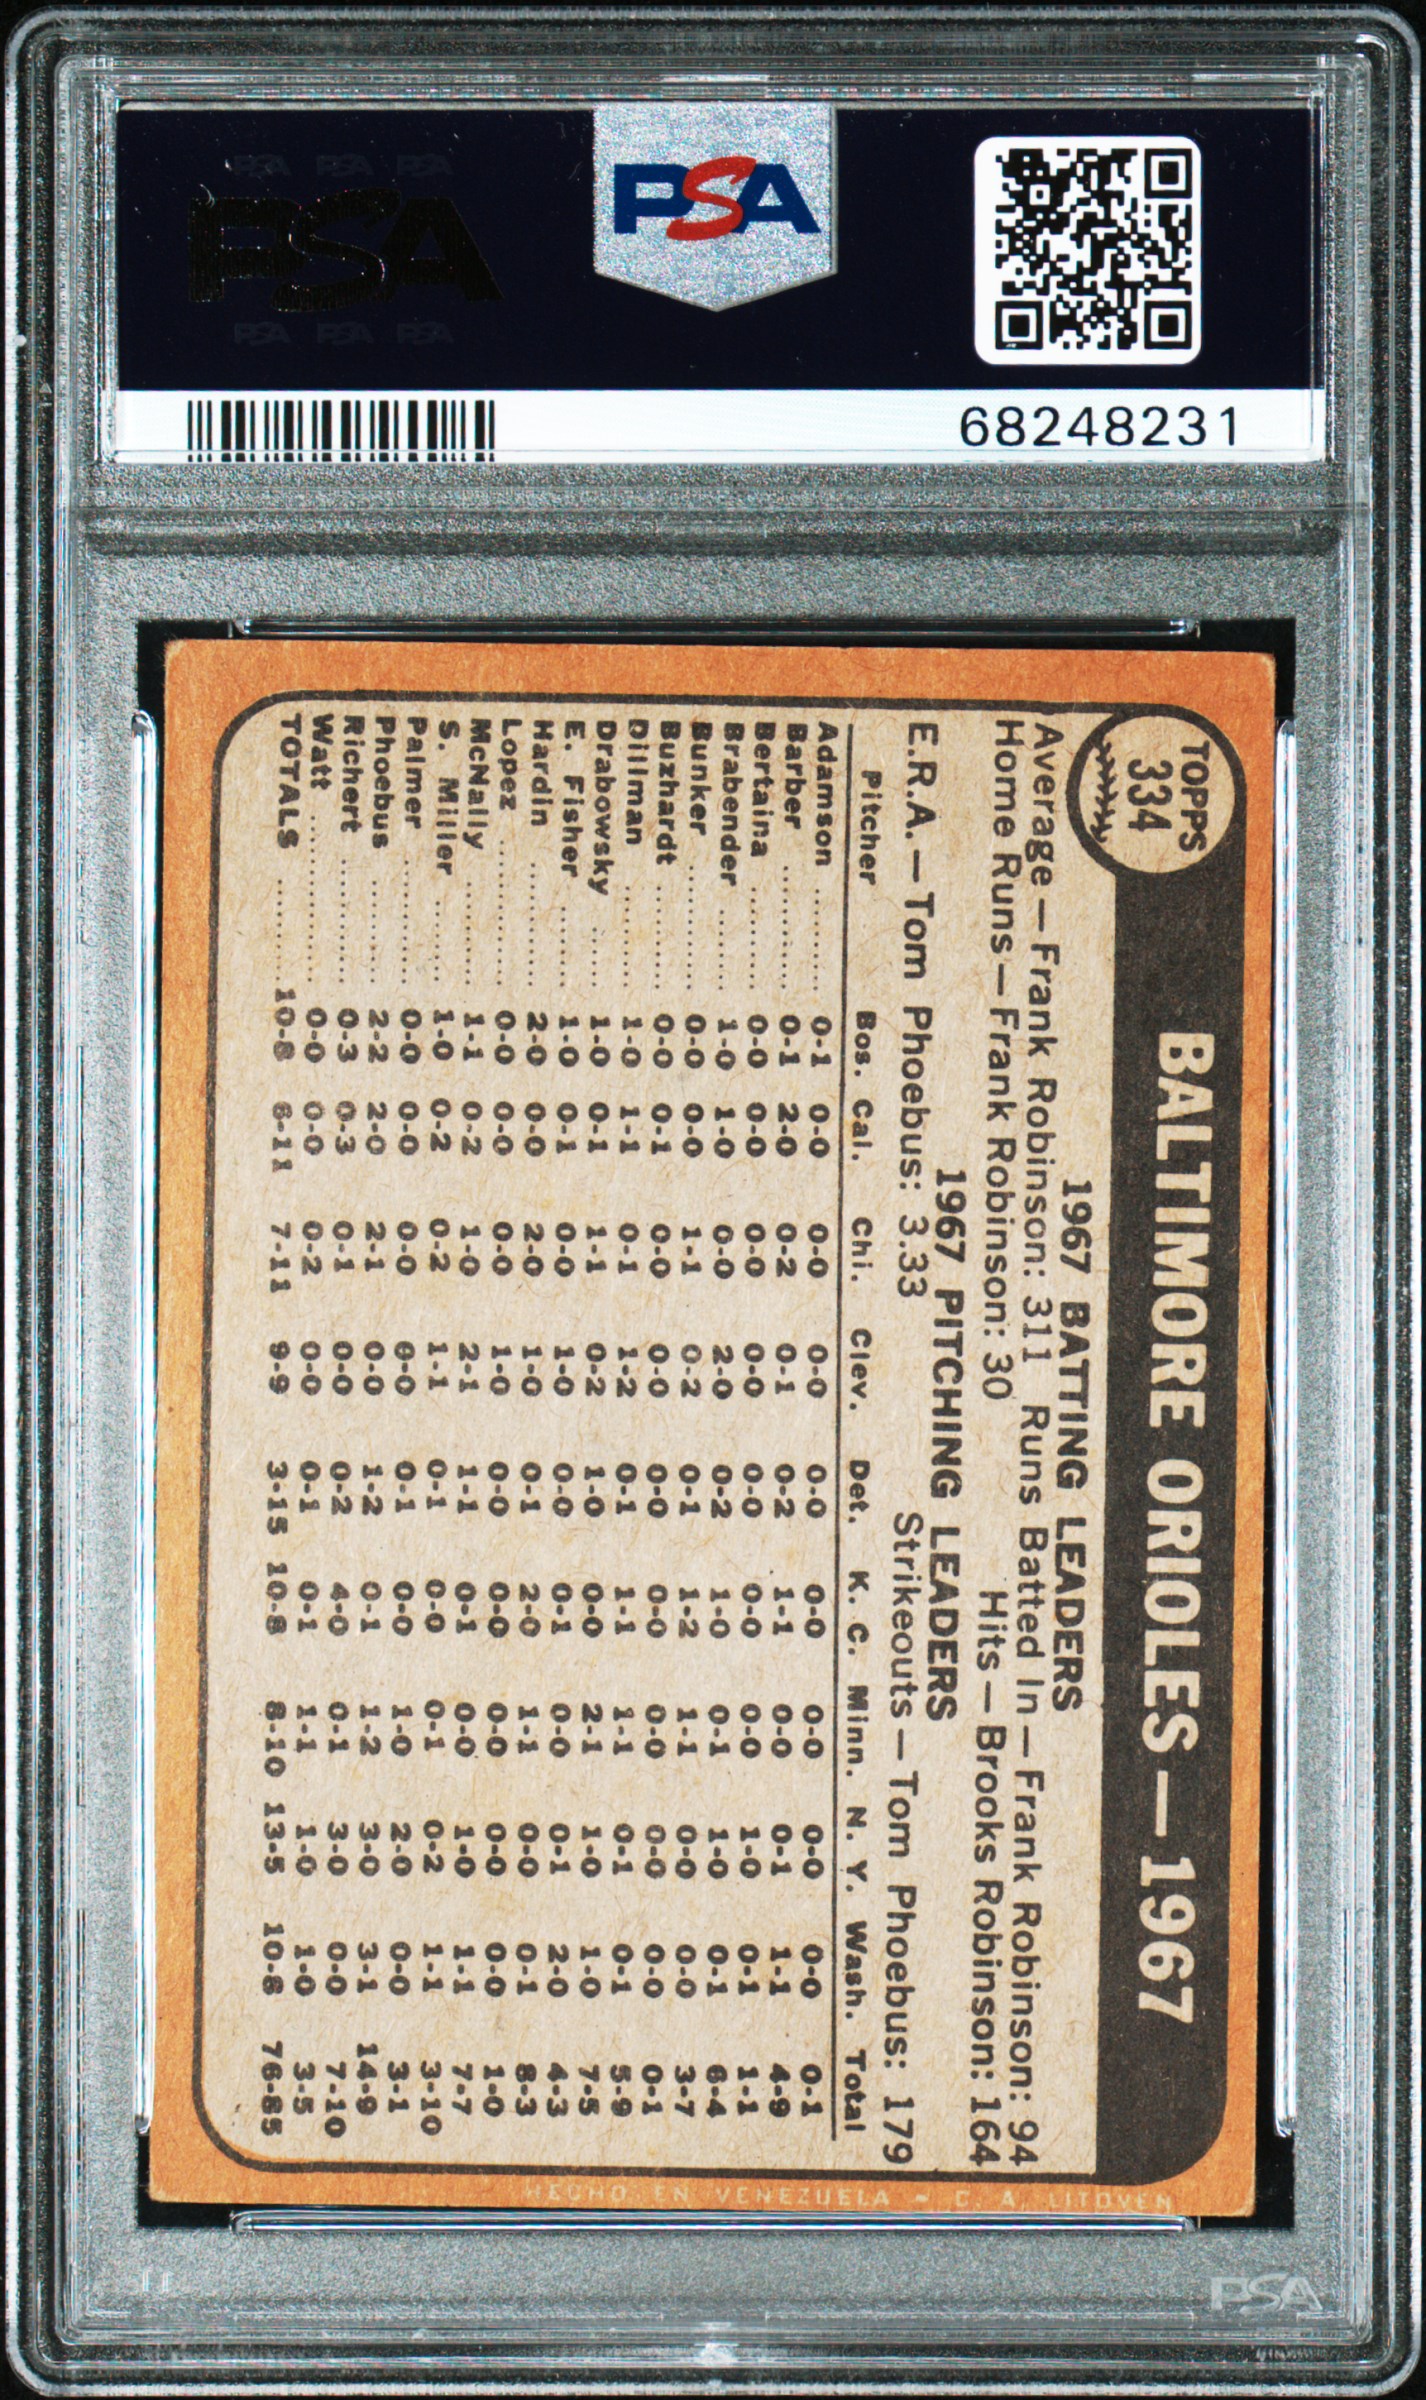 PSA PSA PSA
PSA
PSA PSA PSA
PSA
68248231
TOPPS
334
BALTIMORE ORIOLES—1967
1967 BATTING LEADERS
Average—Frank Robinson: 311 Runs Batted In—Frank Robinson: 94
Home Runs—Frank Robinson: 30 Hits—Brooks Robinson: 164
1967 PITCHING LEADERS
E.R.A.—Tom Phoebus: 3.33 Strikeouts—Tom Phoebus: 179
Pitcher Bos. Cal. Chi. Clev. Det. K. C. Minn. N. Y. Wash. Total
Adamson .......... 0-1 0-0 0-0 0-0 0-0 0-0 0-0 0-0 0-0 0-1
Barber .......... 0-1 2-0 0-2 0-1 0-2 1-1 0-0 0-1 1-1 4-9
Bertaina .......... 0-0 0-0 0-0 0-0 0-0 0-0 0-0 1-0 0-1 1-1
Brabender ........ 1-0 1-0 0-0 2-0 0-2 1-0 0-1 1-0 0-1 6-4
Bunker .......... 0-0 0-0 1-1 0-2 0-1 1-2 1-1 0-0 0-0 3-7
Buzhardt .......... 0-0 0-1 0-0 0-0 0-0 0-0 0-0 0-0 0-0 0-1
Dillman .......... 1-0 1-1 0-1 1-2 0-1 1-1 1-1 0-1 0-1 5-9
Drabowsky ...... 1-0 0-1 1-1 0-2 1-0 0-0 2-1 1-0 1-0 7-5
E. Fisher ........ 1-0 0-1 0-0 1-0 0-0 0-1 0-0 0-1 2-0 4-3
Hardin .......... 2-0 0-0 2-0 1-0 0-1 2-0 1-1 0-0 0-1 8-3
Lopez .......... 0-0 0-0 0-0 1-0 0-0 0-0 0-0 0-0 0-0 1-0
McNally .......... 1-1 0-2 1-0 2-1 1-1 0-1 0-0 1-0 1-1 7-7
S. Miller ........ 1-0 0-2 0-2 1-1 0-1 0-0 0-1 0-2 1-1 3-10
Palmer .......... 0-0 0-0 0-0 0-0 0-1 0-0 1-0 2-0 0-0 3-1
Phoebus .......... 2-2 2-0 2-1 0-0 1-2 0-1 1-2 3-0 3-1 14-9
Richert .......... 0-3 0-3 0-1 0-0 0-2 4-0 0-1 3-0 0-0 7-10
Watt .......... 0-0 0-0 0-2 0-0 0-1 0-1 1-1 1-0 1-0 3-5
TOTALS .......... 10-8 6-11 7-11 9-9 3-15 10-8 8-10 13-5 10-8 76-85
HECHO EN VENEZUELA - C. A. LITOVEN
PSA